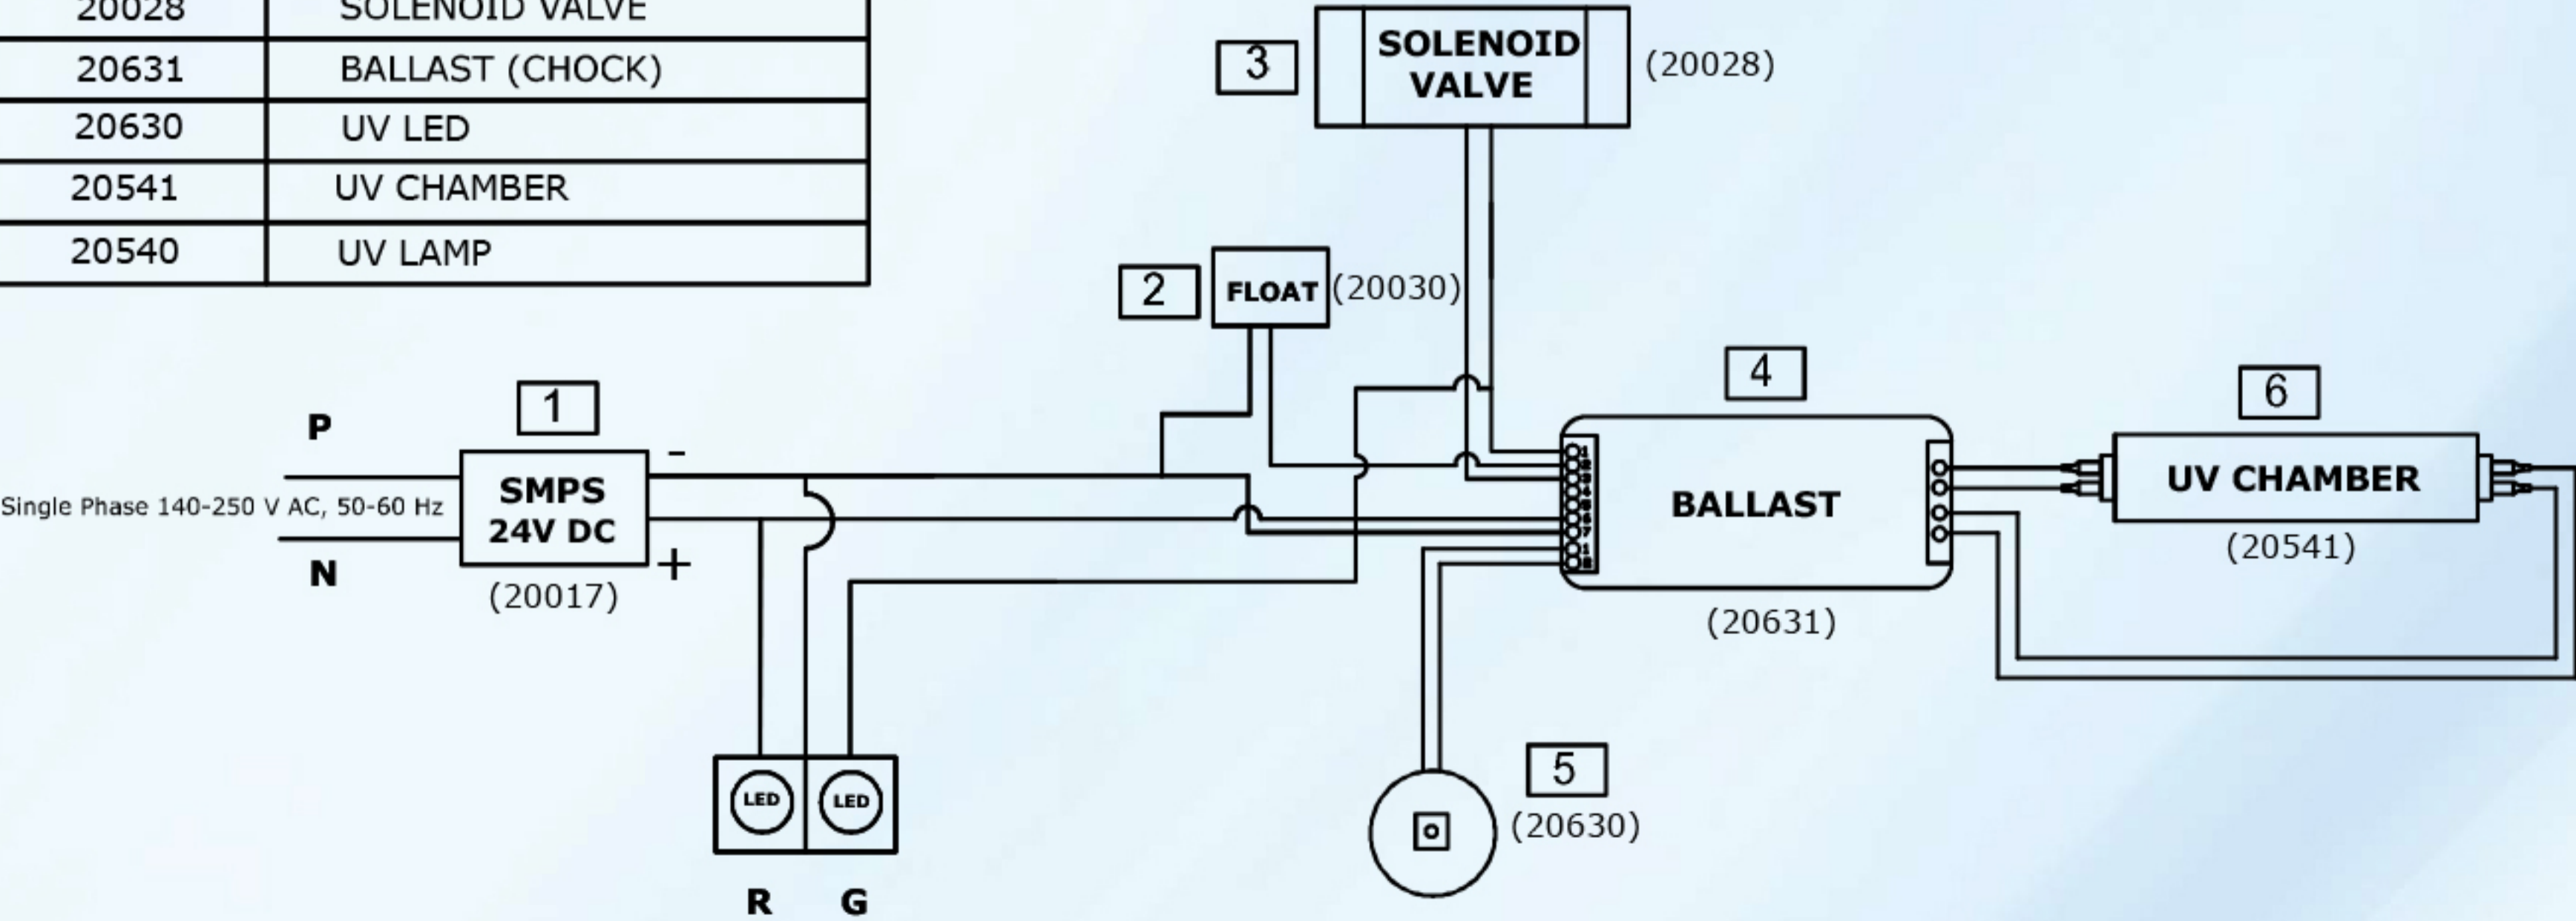 20028 SOLENOID VALVE
20631 BALLAST (CHOCK)
20630 UV LED
20541 UV CHAMBER
20540 UV LAMP
3
SOLENOID
VALVE
(20028)
2
FLOAT
(20030)
1
P
-
SMPS
24V DC
Single Phase 140-250 V AC, 50-60 Hz
N
+
(20017)
4
BALLAST
(20631)
6
UV CHAMBER
(20541)
LED
LED
R
G
5
(20630)